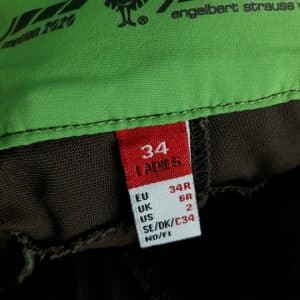 motion 2020
engelbert strauss
34
LADIES
EU 34R
UK 6R
US 2
SE/DK/ C34
NO/FI